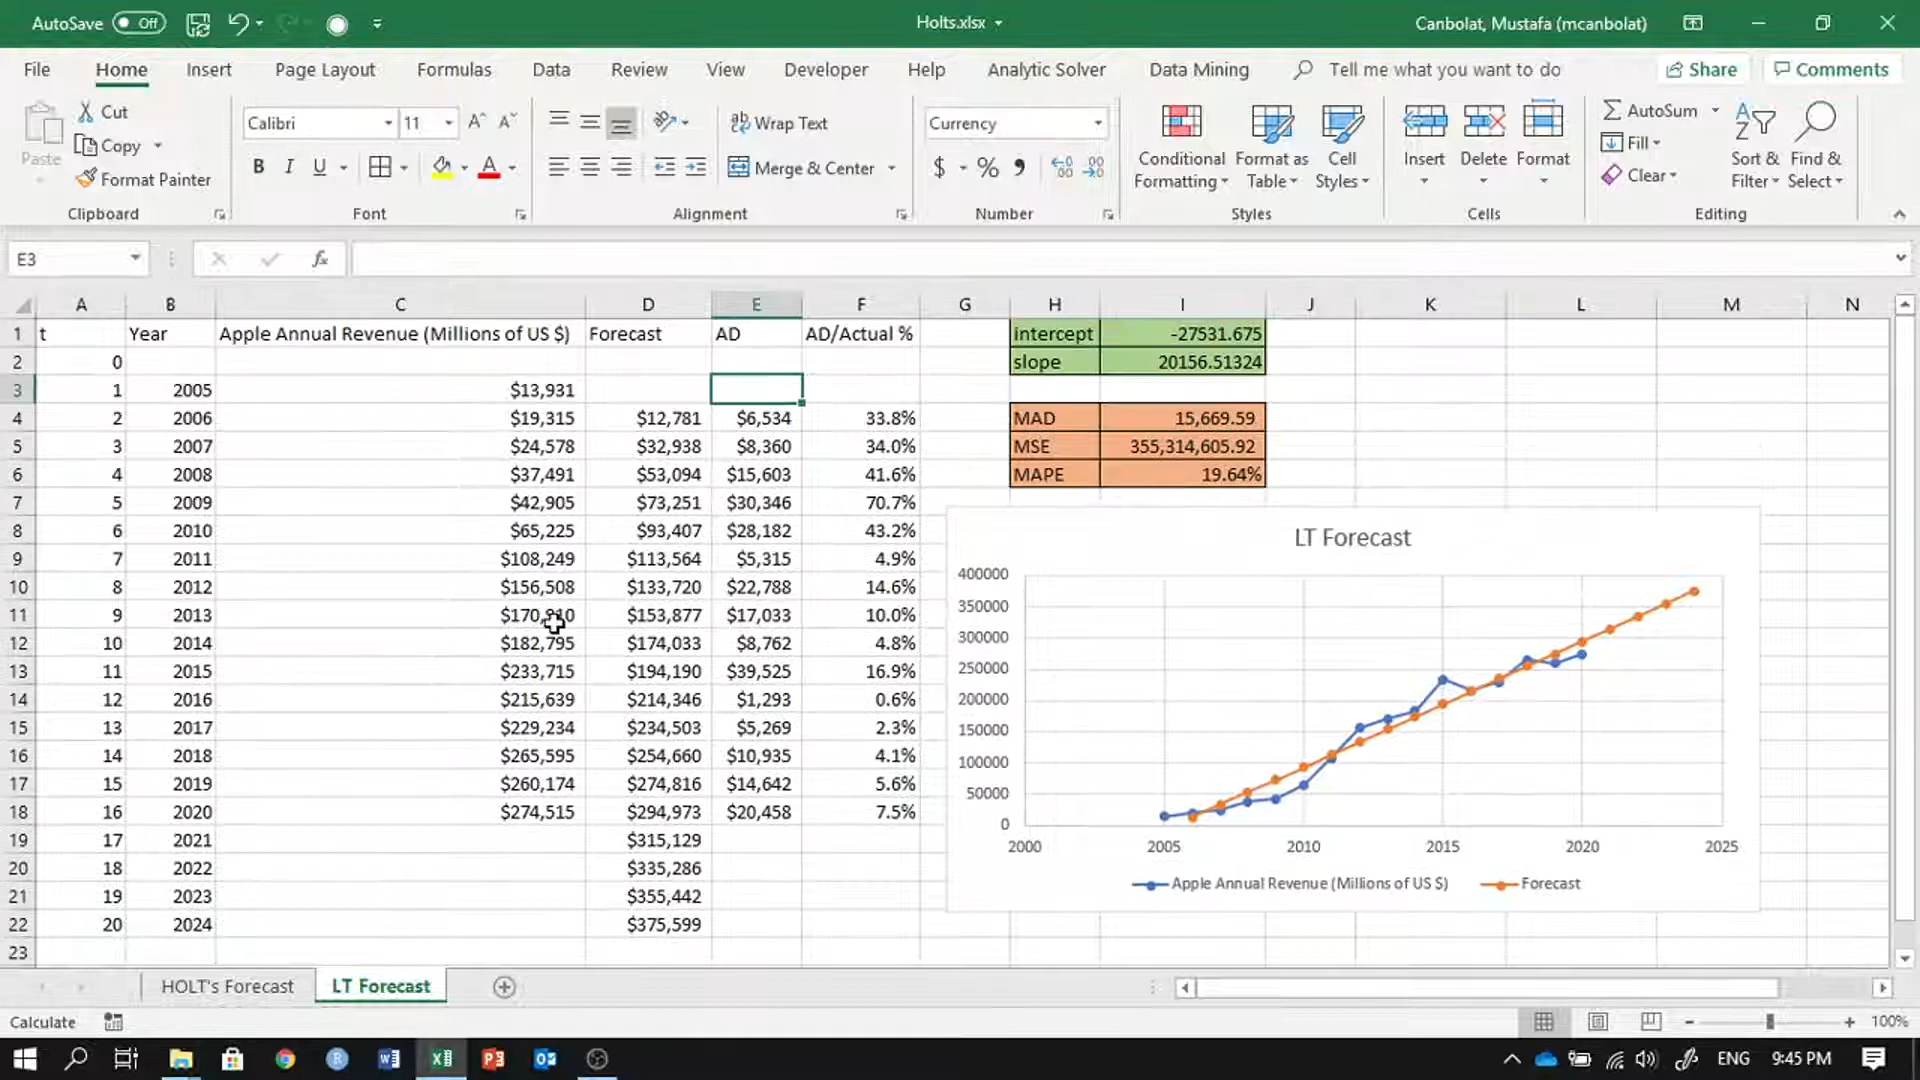 AutoSave Off Holts.xlsx Canbolat, Mustafa (mcanbolat)
File Home Insert Page Layout Formulas Data Review View Developer Help Analytic Solver Data Mining Tell me what you want to do Share Comments
Paste Cut Copy Format Painter
Clipboard
Calibri 11
B I U
Font
Wrap Text
Merge & Center
Alignment
Currency
$ %
Number
Conditional Formatting Format as Table Cell Styles
Styles
Insert Delete Format
Cells
AutoSum
Fill
Clear
Sort & Filter Find & Select
Editing
E3 fx
A B C D E F G H I J K L M N
1 t Year Apple Annual Revenue (Millions of US $) Forecast AD AD/Actual % intercept -27531.675
2 0 slope 20156.51324
3 1 2005 $13,931
4 2 2006 $19,315 $12,781 $6,534 33.8% MAD 15,669.59
5 3 2007 $24,578 $32,938 $8,360 34.0% MSE 355,314,605.92
6 4 2008 $37,491 $53,094 $15,603 41.6% MAPE 19.64%
7 5 2009 $42,905 $73,251 $30,346 70.7%
8 6 2010 $65,225 $93,407 $28,182 43.2%
9 7 2011 $108,249 $113,564 $5,315 4.9%
10 8 2012 $156,508 $133,720 $22,788 14.6%
11 9 2013 $153,877 $17,033 10.0%
12 10 2014 $182,795 $174,033 $8,762 4.8%
13 11 2015 $233,715 $194,190 $39,525 16.9%
14 12 2016 $215,639 $214,346 $1,293 0.6%
15 13 2017 $229,234 $234,503 $5,269 2.3%
16 14 2018 $265,595 $254,660 $10,935 4.1%
17 15 2019 $260,174 $274,816 $14,642 5.6%
18 16 2020 $274,515 $294,973 $20,458 7.5%
19 17 2021 $315,129
20 18 2022 $335,286
21 19 2023 $355,442
22 20 2024 $375,599
23
LT Forecast
400000
350000
300000
250000
200000
150000
100000
50000
0
2000 2005 2010 2015 2020 2025
Apple Annual Revenue (Millions of US $) Forecast
HOLT's Forecast LT Forecast
Calculate 100%
ENG 9:45 PM